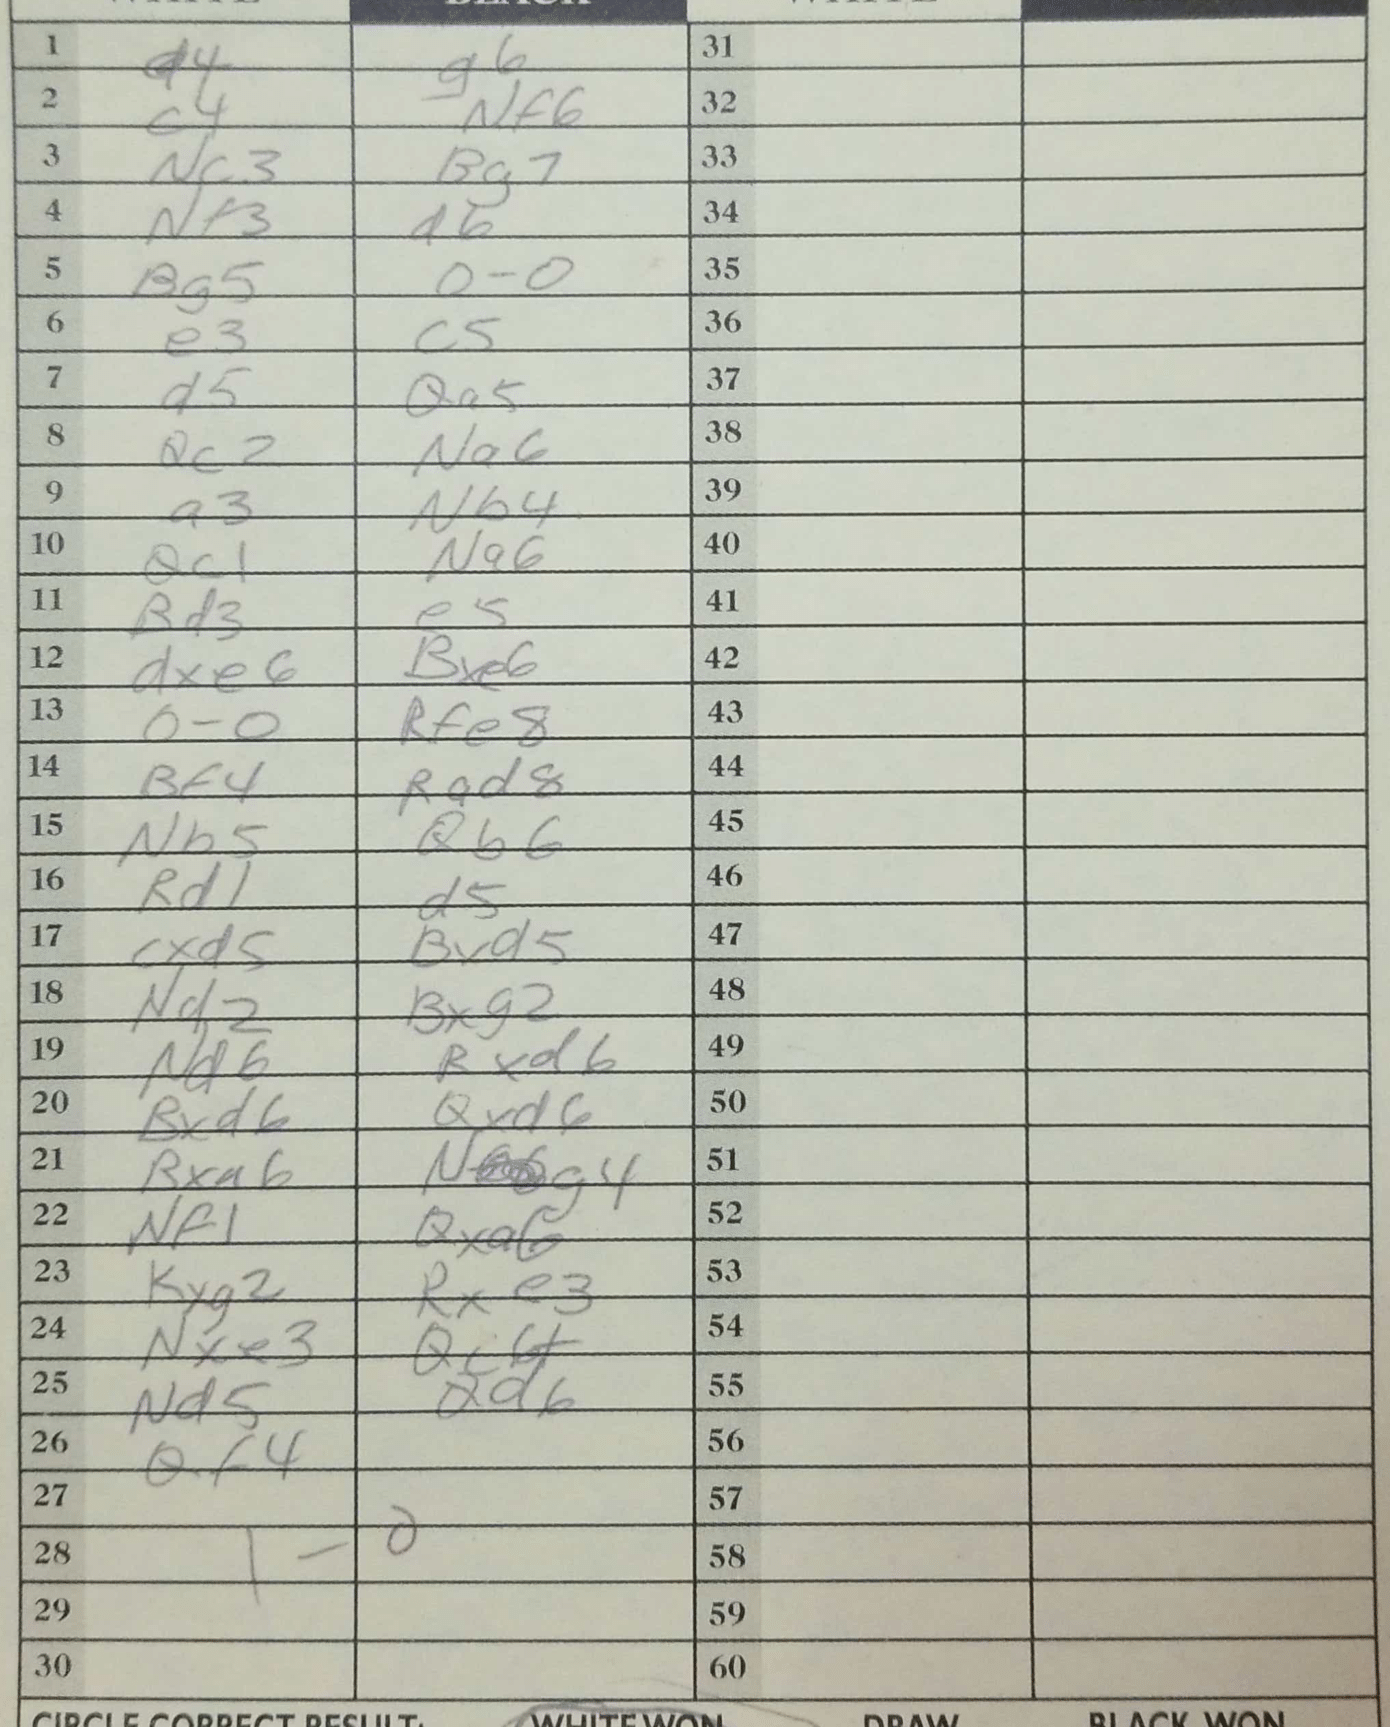 WHITE BLACK WHITE
1 d4 g6 31
2 c4 Nf6 32
3 Nc3 Bg7 33
4 Nf3 d6 34
5 Bg5 0-0 35
6 e3 c5 36
7 d5 Qa5 37
8 Qc2 Na6 38
9 a3 Nb4 39
10 Qc1 Na6 40
11 Bd3 e5 41
12 dxe6 Bxe6 42
13 0-0 Rfe8 43
14 Bf4 Rad8 44
15 Nb5 Qb6 45
16 Rd1 d5 46
17 cxd5 Bxd5 47
18 Nd2 Bxg2 48
19 Nd6 Rxd6 49
20 Bxd6 Qxd6 50
21 Bxa6 Ng4 51
22 Nf1 Qxa6 52
23 Kxg2 Rxe3 53
24 Nxe3 Qc6+ 54
25 Nd5 Qd6 55
26 Qf4 56
27 57
28 1-0 58
29 59
30 60
CIRCLE CORRECT RESULT: WHITE WON DRAW BLACK WON